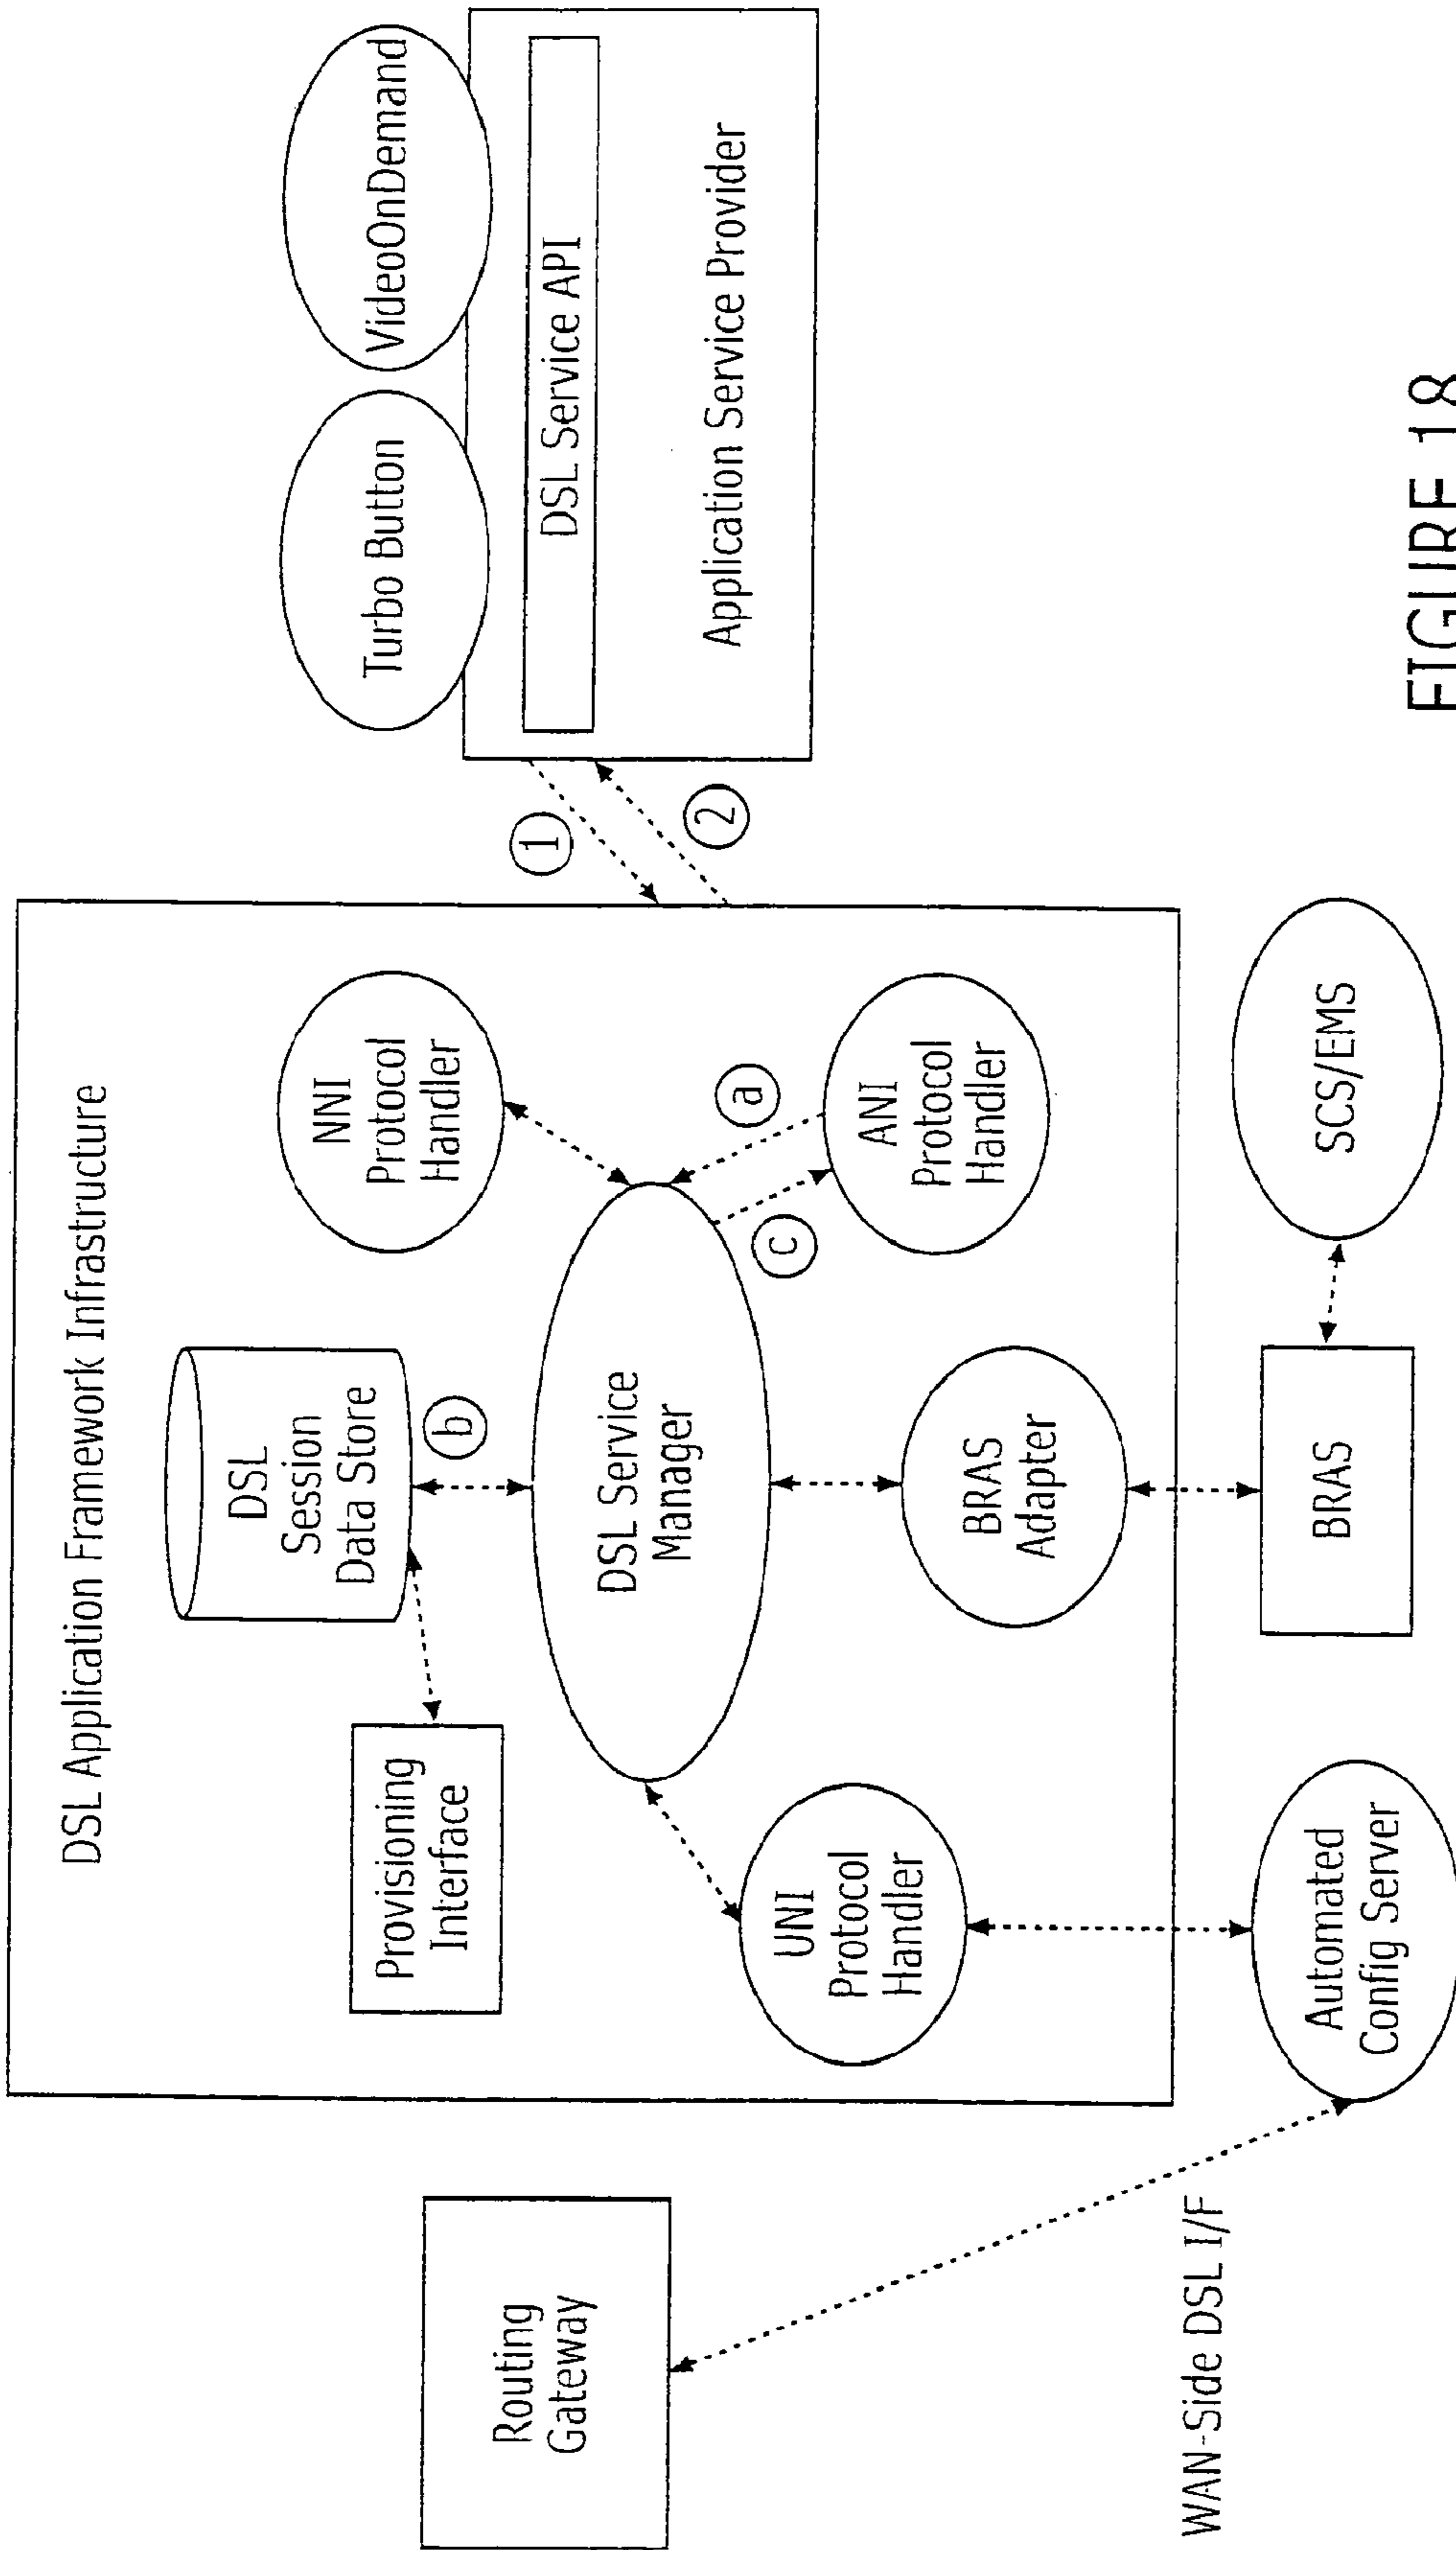 DSL Application Framework Infrastructure
Routing
Gateway
WAN-Side DSL I/F
Provisioning
Interface
DSL
Session
Data Store
b
NNI
Protocol
Handler
DSL Service
Manager
UNI
Protocol
Handler
BRAS
Adapter
a
c
ANI
Protocol
Handler
Automated
Config Server
BRAS
SCS/EMS
1
2
Turbo Button
VideoOnDemand
DSL Service API
Application Service Provider
FIGURE 18